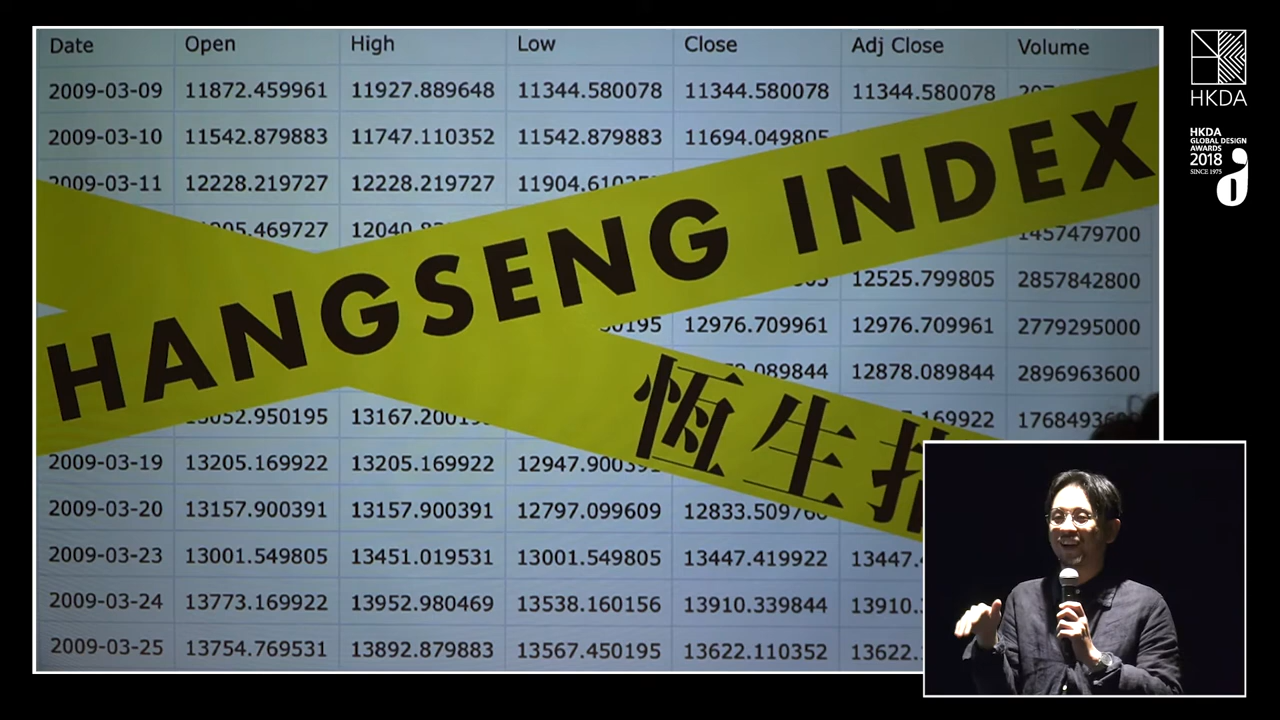 Date Open High Low Close Adj Close Volume
2009-03-09 11872.459961 11927.889648 11344.580078 11344.580078 11344.580078
2009-03-10 11542.879883 11747.110352 11542.879883 11694.049805
2009-03-11 12228.219727 12228.219727
1457479700
12525.799805 2857842800
12976.709961 12976.709961 2779295000
12878.089844 2896963600
2009-03-19 13205.169922 13205.169922
2009-03-20 13157.900391 13157.900391 12797.099609
2009-03-23 13001.549805 13451.019531 13001.549805 13447.419922
2009-03-24 13773.169922 13952.980469 13538.160156 13910.339844
2009-03-25 13754.769531 13892.879883 13567.450195 13622.110352
HANGSENG INDEX
恆生
HKDA
HKDA
GLOBAL DESIGN
AWARDS
2018
SINCE 1975